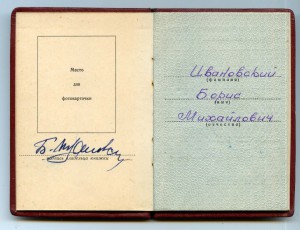 Место
для
фотокарточки
Ивановский
(фамилия)
Борис
(имя)
Михайлович
(отчество)